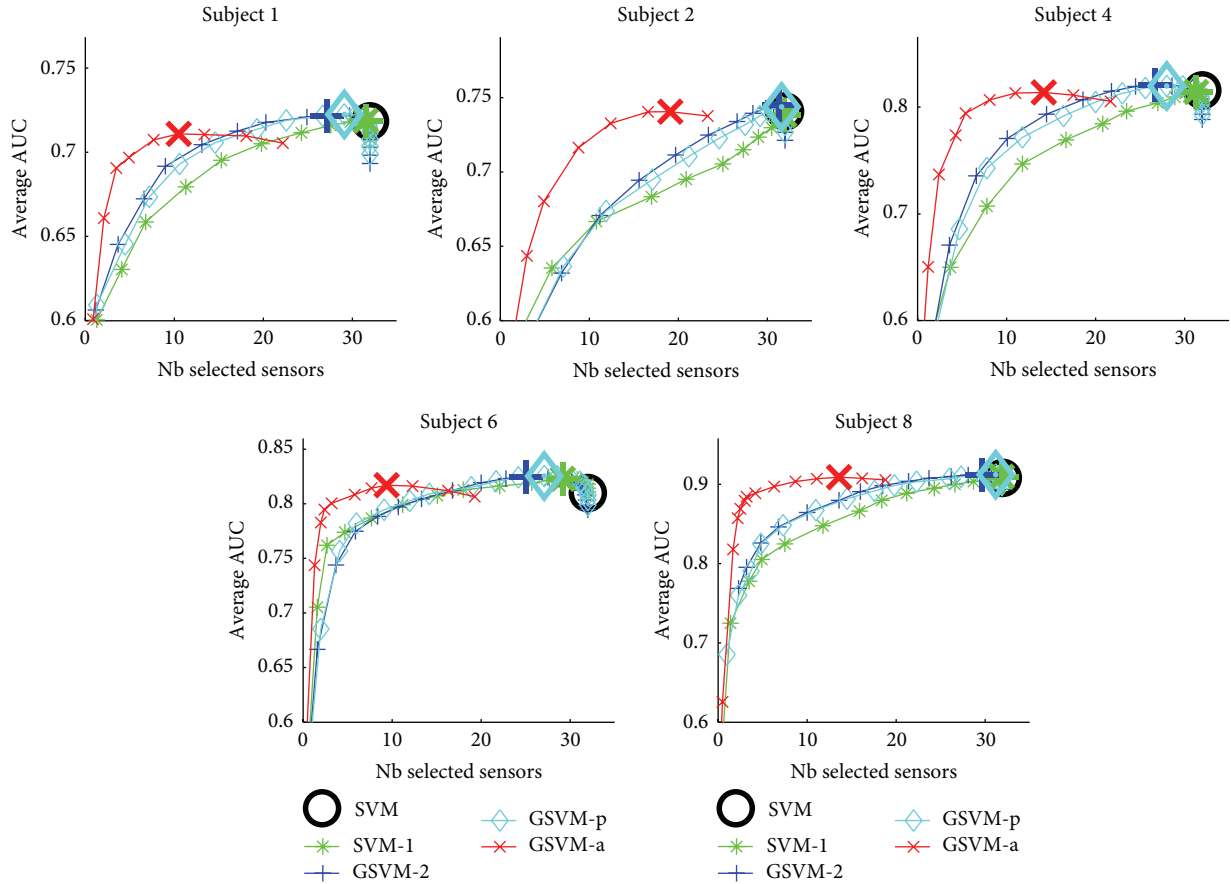 Subject 1
Subject 2
Subject 4
0.75
0.7
0.65
0.6
Average AUC
0
10
20
30
Nb selected sensors
0.75
0.7
0.65
0.6
Average AUC
0
10
20
30
Nb selected sensors
0.8
0.7
0.6
Average AUC
0
10
20
30
Nb selected sensors
Subject 6
Subject 8
0.85
0.8
0.75
0.7
0.65
0.6
Average AUC
0
10
20
30
Nb selected sensors
0.9
0.8
0.7
0.6
Average AUC
0
10
20
30
Nb selected sensors
SVM
SVM-1
GSVM-2
GSVM-p
GSVM-a
SVM
SVM-1
GSVM-2
GSVM-p
GSVM-a